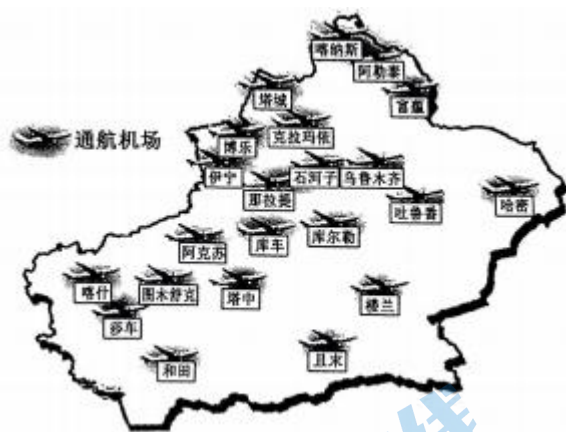 喀纳斯
阿勒泰
富蕴
塔城
通航机场
博乐
克拉玛依
伊宁
那拉提
石河子
乌鲁木齐
吐鲁番
哈密
阿克苏
库车
库尔勒
喀什
图木舒克
塔中
楼兰
莎车
和田
且末
线